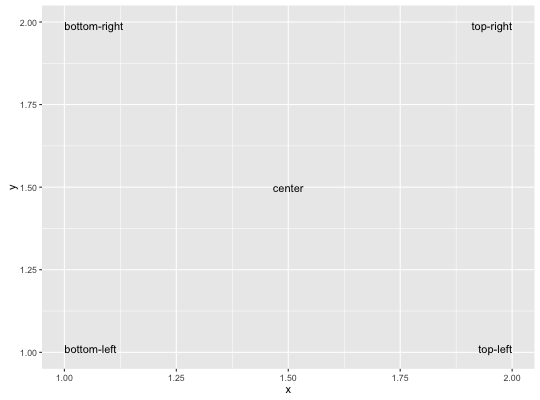 2.00
bottom-right
top-right
1.75
y
1.50
center
1.25
1.00
bottom-left
top-left
1.00
1.25
1.50
1.75
2.00
x